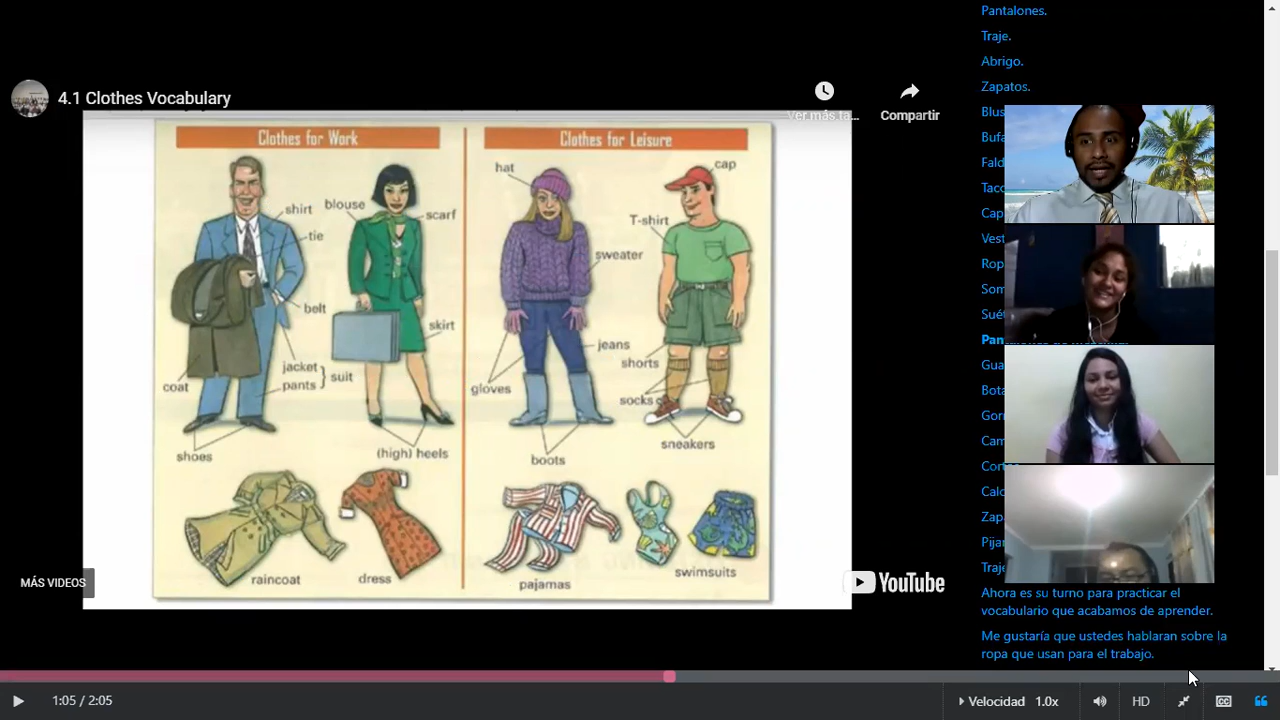 4.1 Clothes Vocabulary
Ver más ta...
Compartir
Clothes for Work
Clothes for Leisure
shirt
tie
belt
jacket
pants
suit
coat
shoes
blouse
scarf
skirt
(high) heels
raincoat
dress
hat
sweater
jeans
gloves
boots
cap
T-shirt
shorts
socks
sneakers
pajamas
swimsuits
MÁS VIDEOS
YouTube
Pantalones.
Traje.
Abrigo.
Zapatos.
Ahora es su turno para practicar el
vocabulario que acabamos de aprender.
Me gustaría que ustedes hablaran sobre la
ropa que usan para el trabajo.
1:05 / 2:05
Velocidad 1.0x
HD
CC